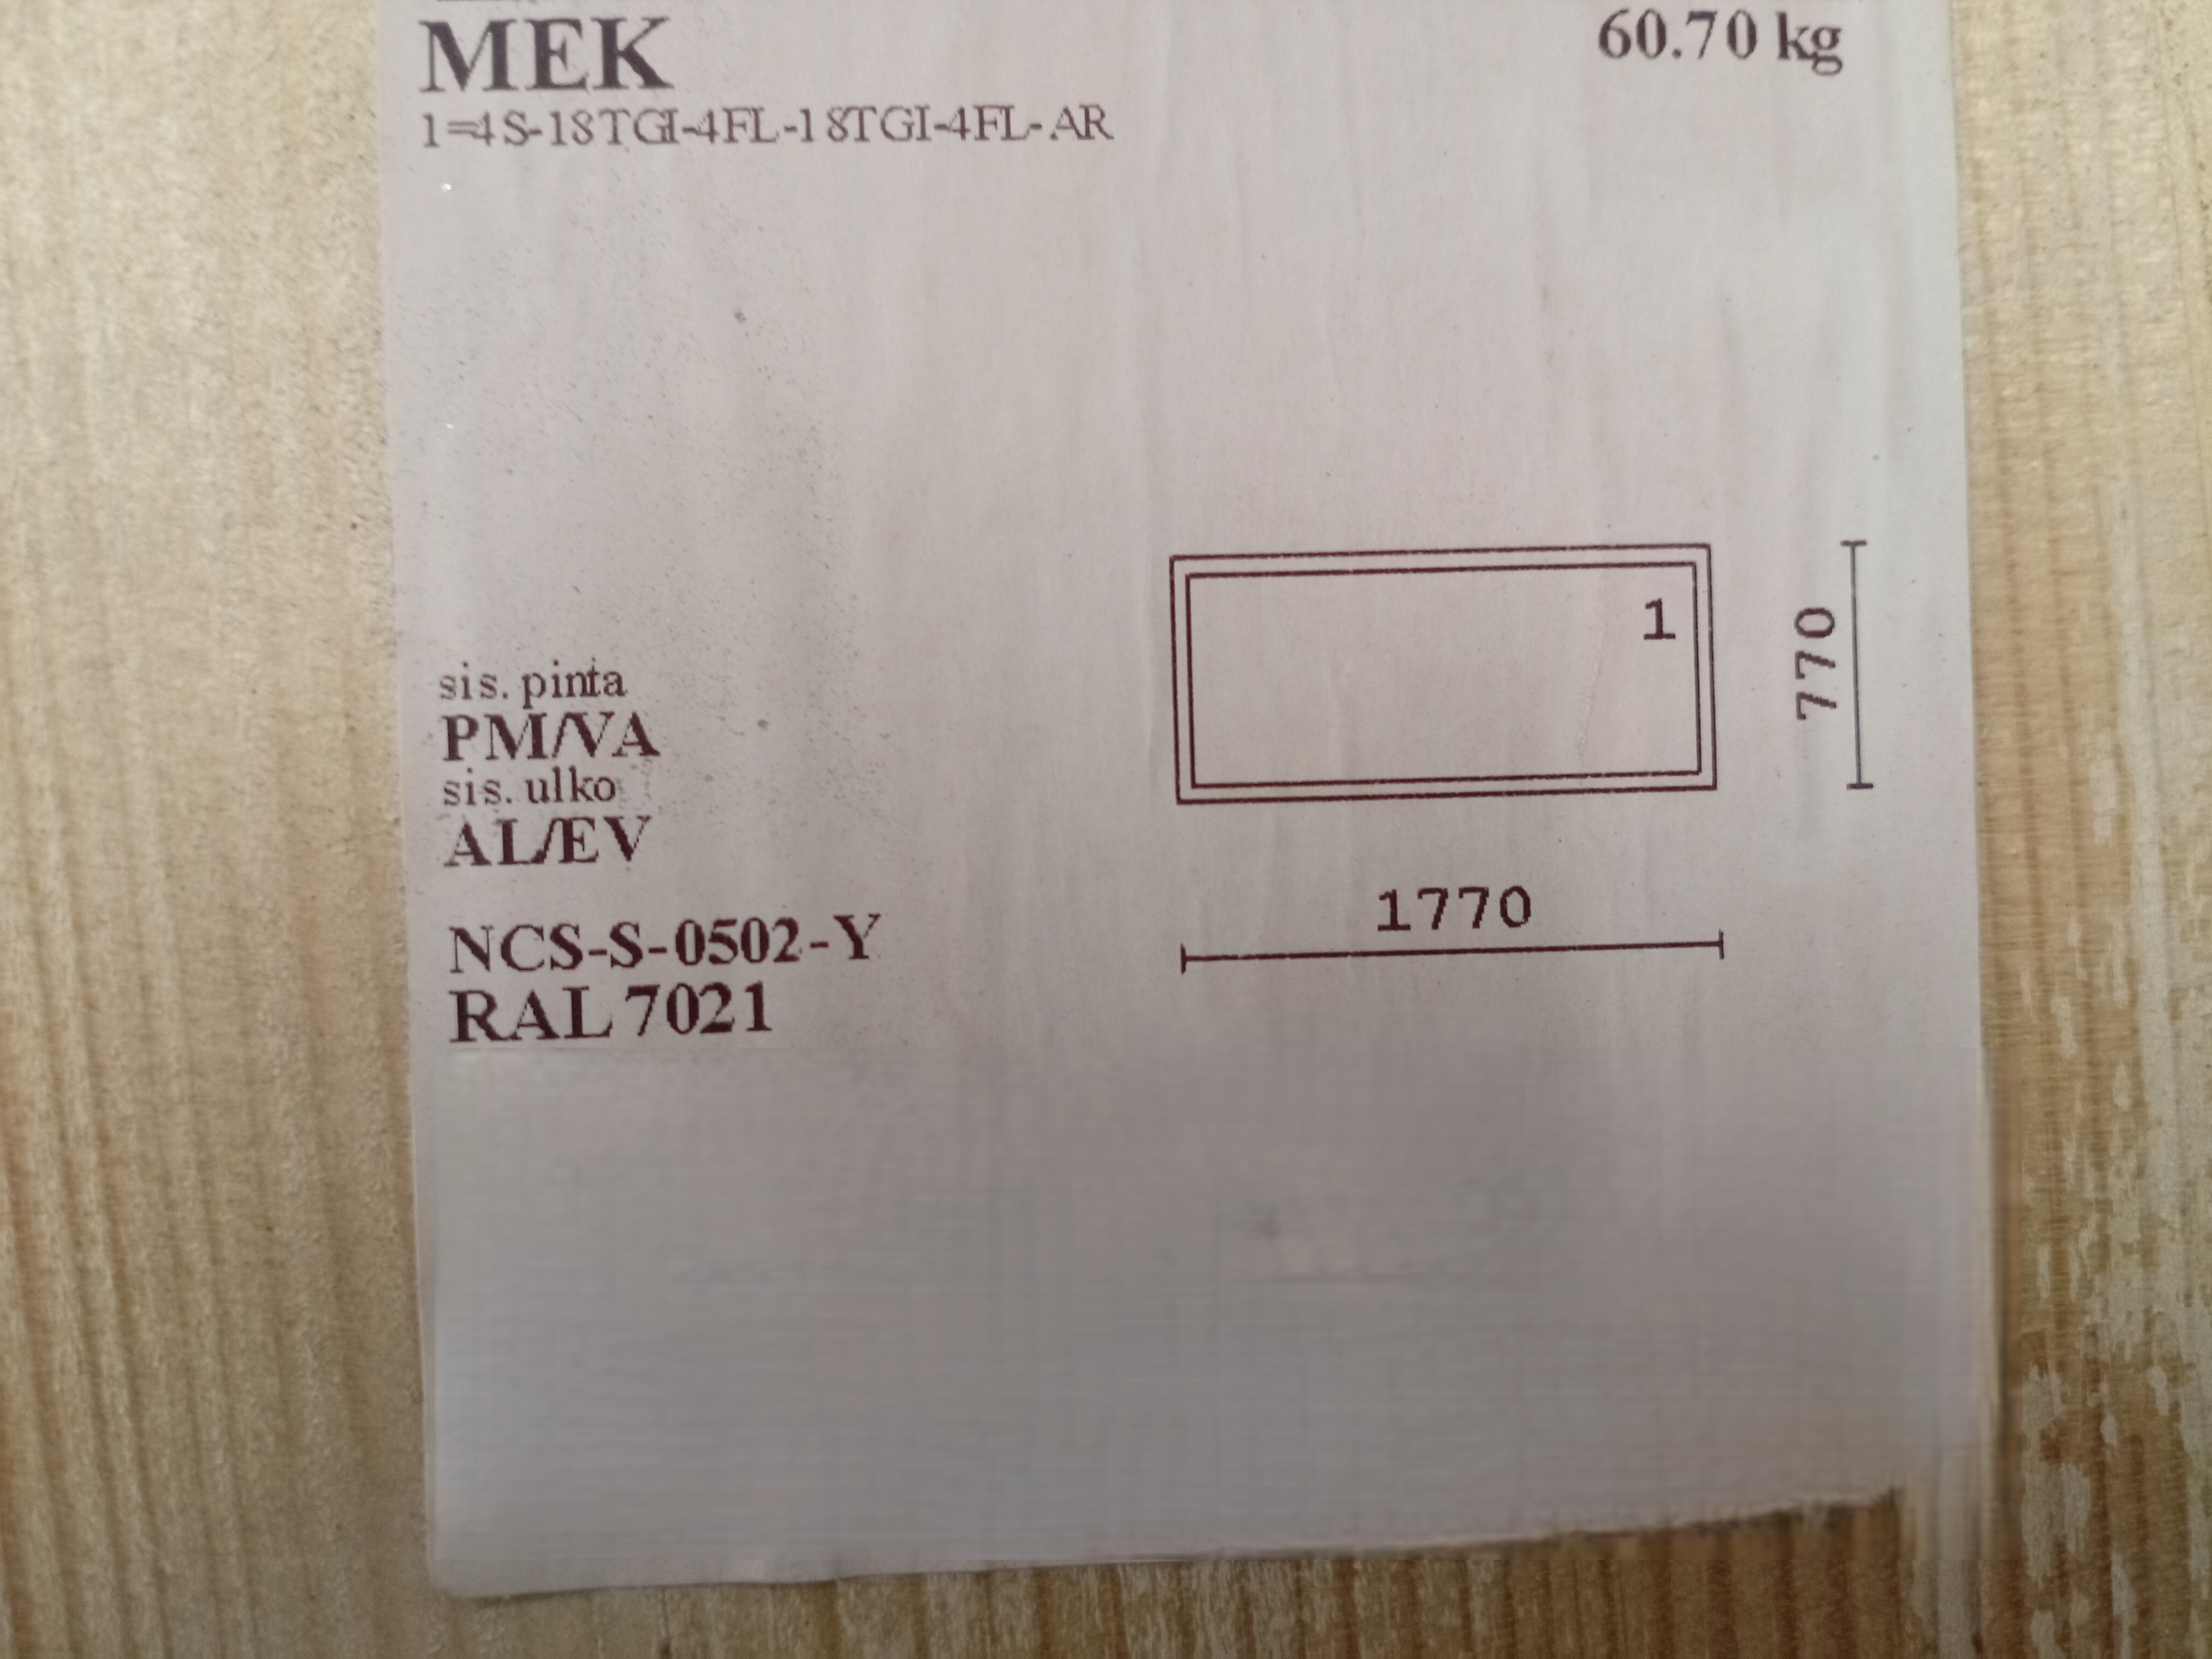 MEK
60.70 kg
1=4S-18TGI-4FL-18TGI-4FL-AR
1
770
sis. pinta
PM/VA
sis. ulko
AL/EV
1770
NCS-S-0502-Y
RAL 7021